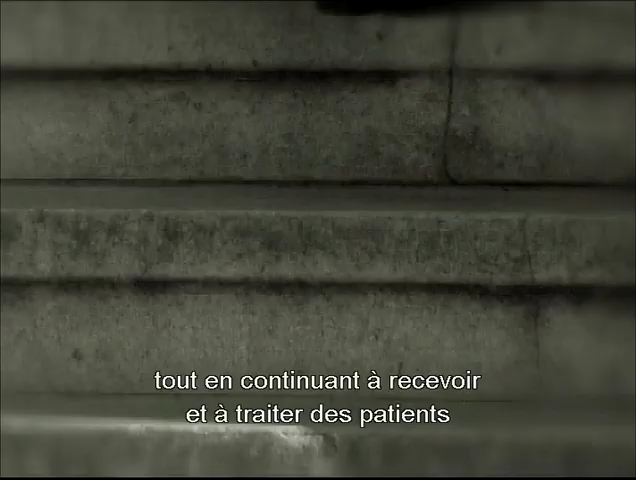 tout en continuant à recevoir
et à traiter des patients